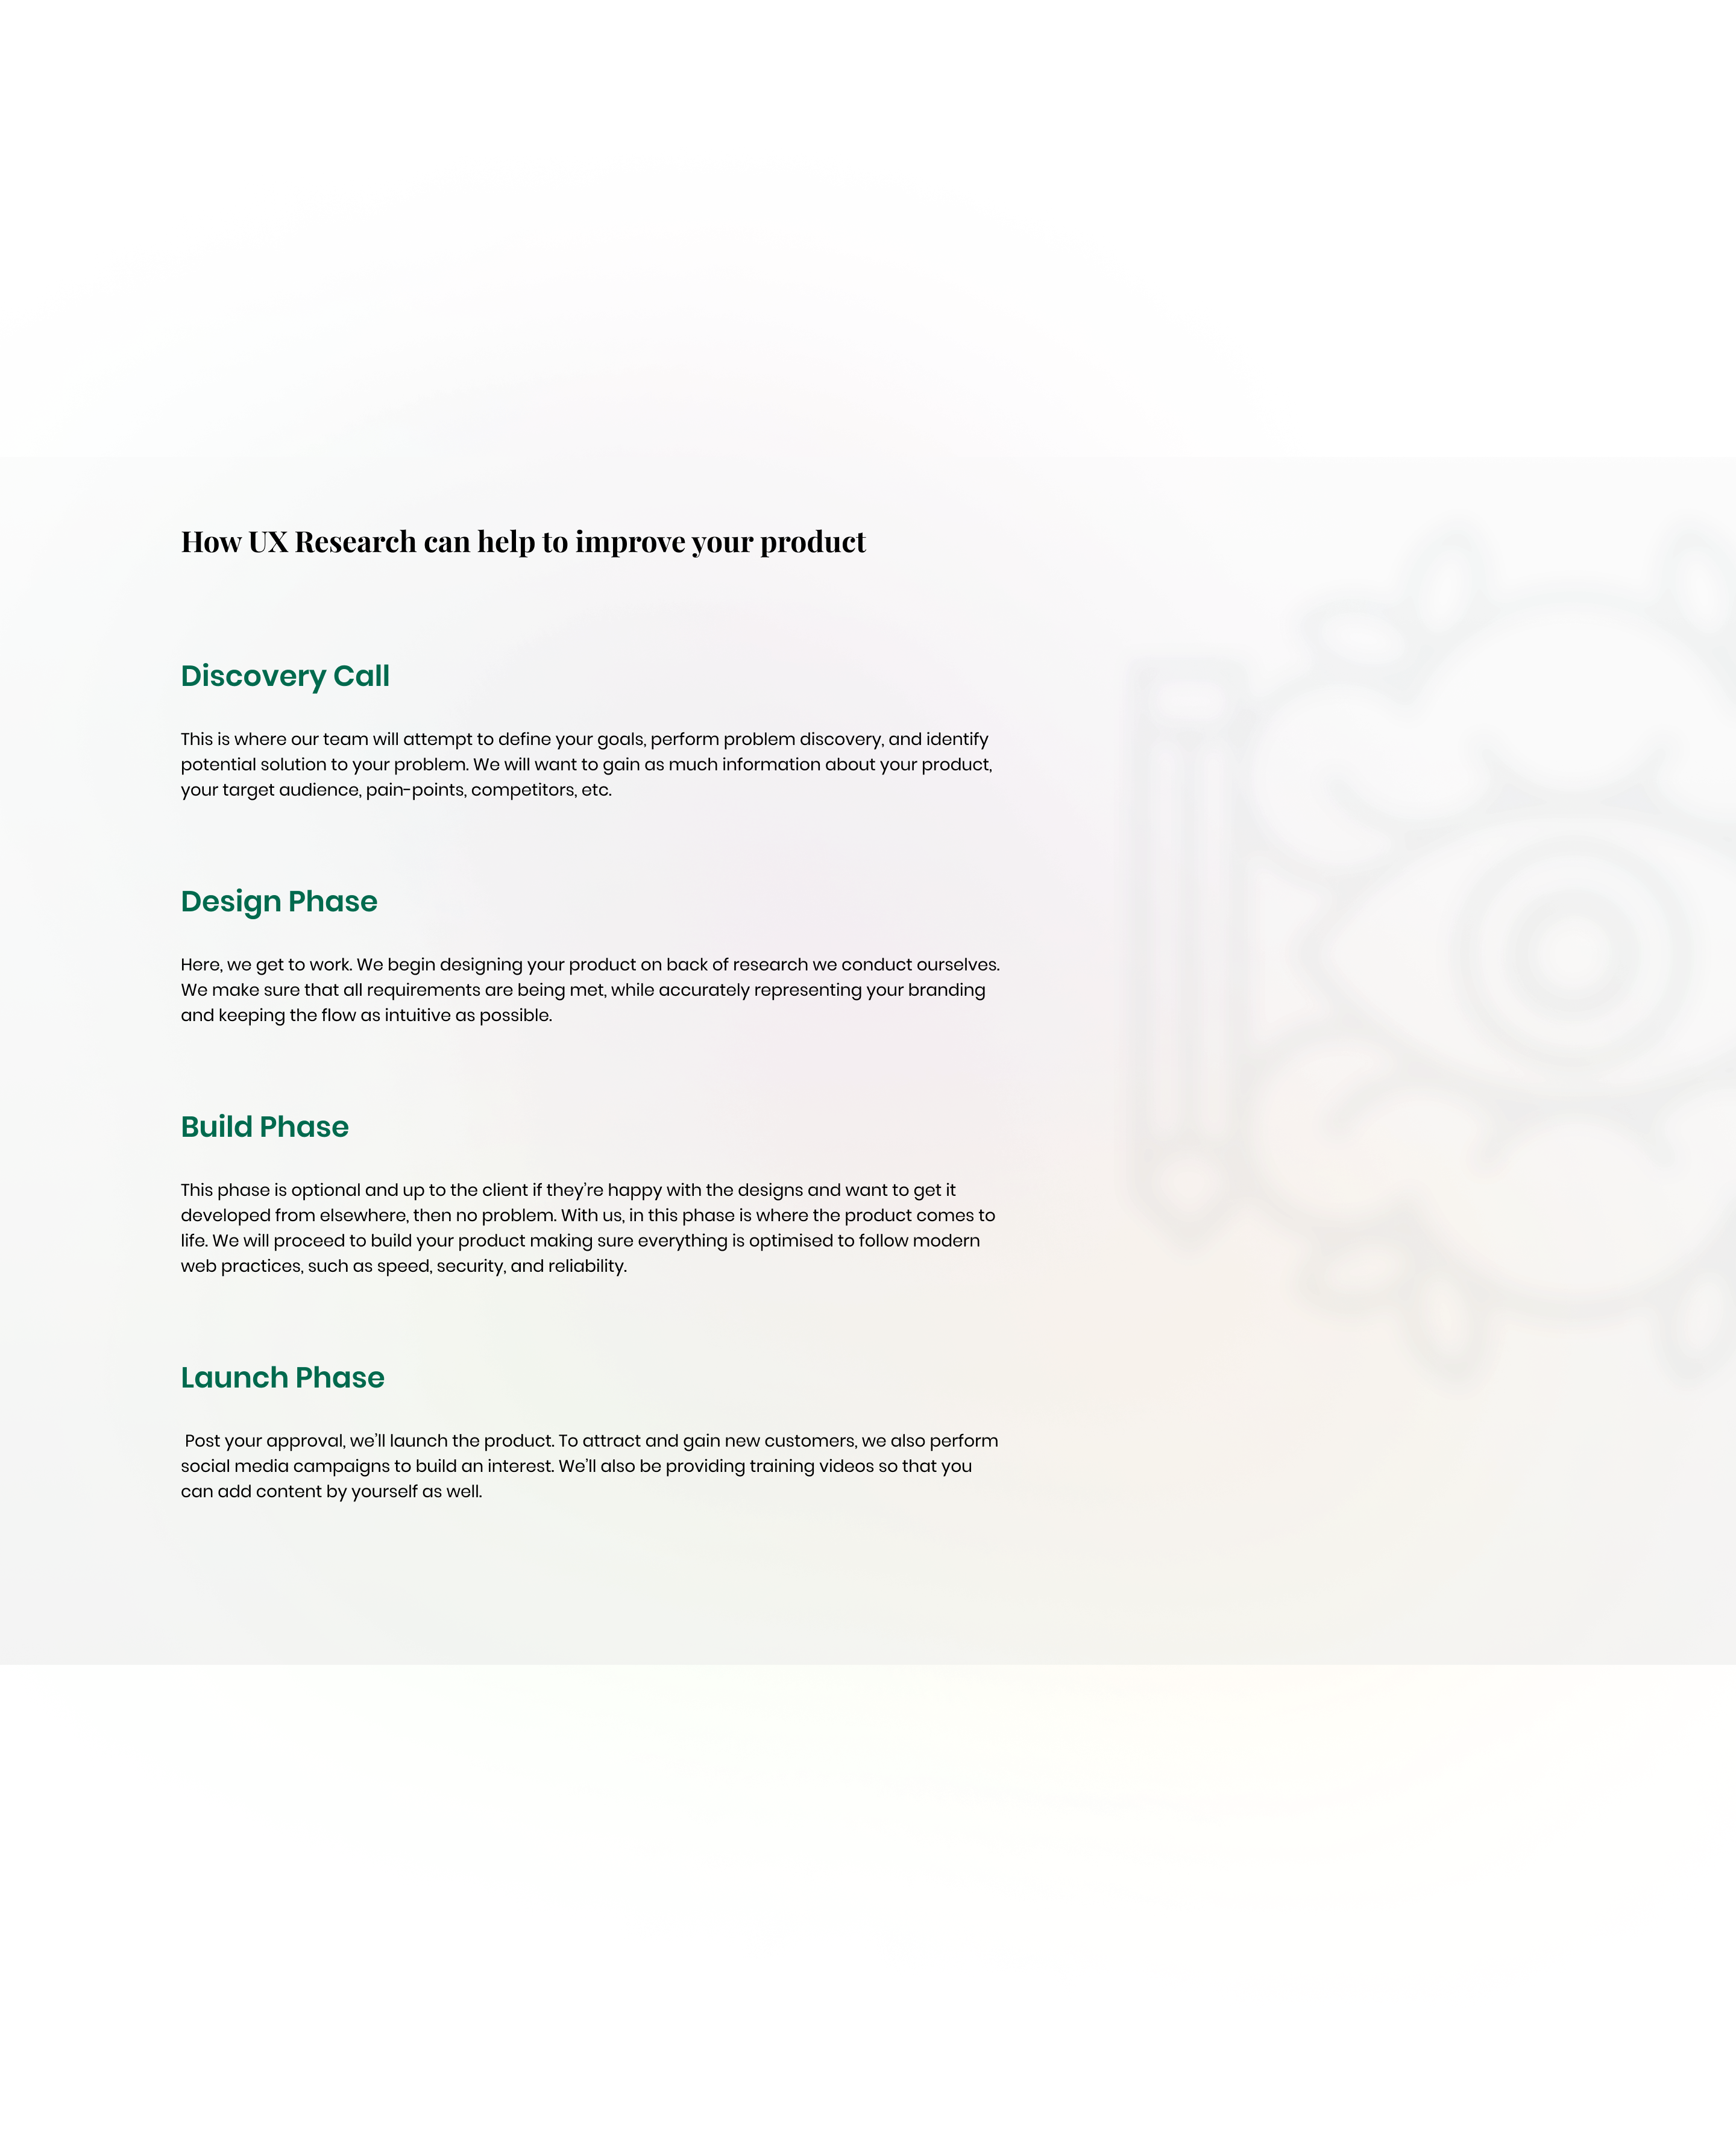 How UX Research can help to improve your product
Discovery Call
This is where our team will attempt to define your goals, perform problem discovery, and identify
potential solution to your problem. We will want to gain as much information about your product,
your target audience, pain-points, competitors, etc.
Design Phase
Here, we get to work. We begin designing your product on back of research we conduct ourselves.
We make sure that all requirements are being met, while accurately representing your branding
and keeping the flow as intuitive as possible.
Build Phase
This phase is optional and up to the client if they’re happy with the designs and want to get it
developed from elsewhere, then no problem. With us, in this phase is where the product comes to
life. We will proceed to build your product making sure everything is optimised to follow modern
web practices, such as speed, security, and reliability.
Launch Phase
Post your approval, we’ll launch the product. To attract and gain new customers, we also perform
social media campaigns to build an interest. We’ll also be providing training videos so that you
can add content by yourself as well.